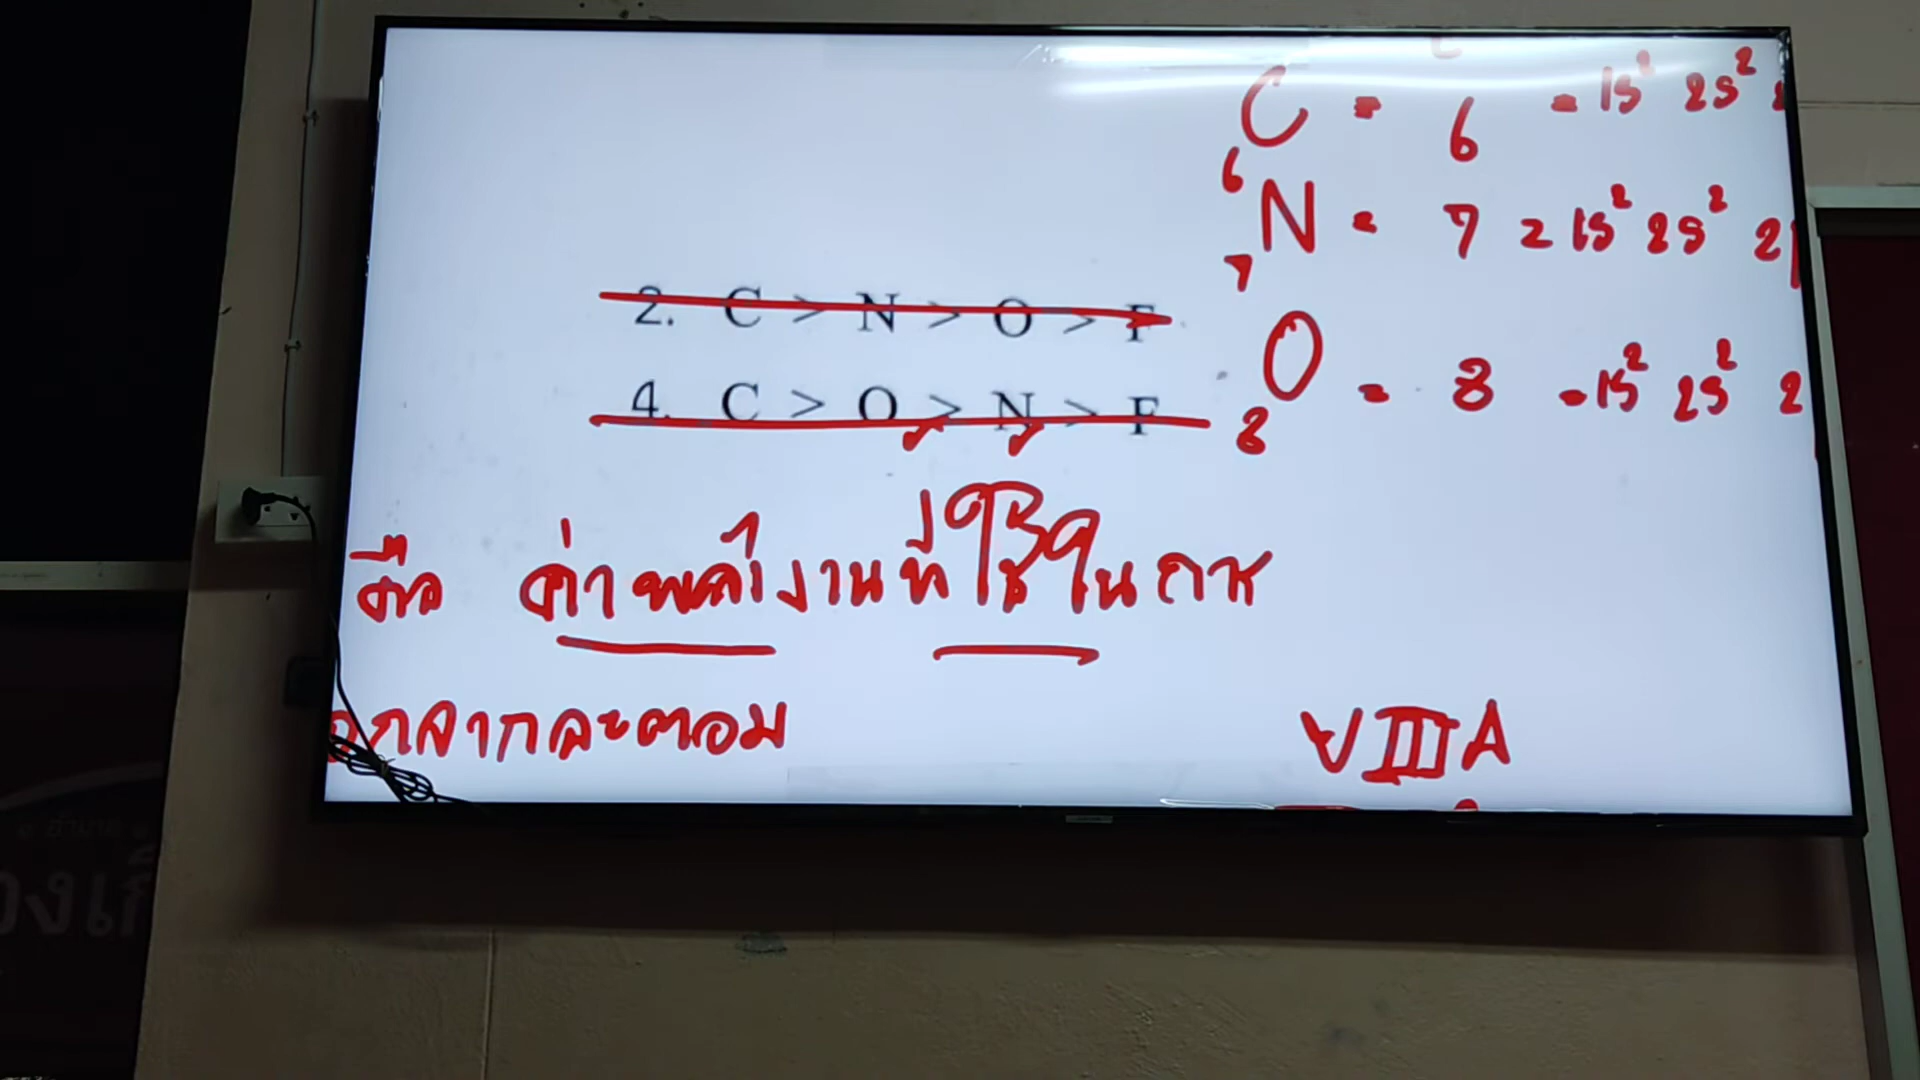 C = 6 = 1s² 2s²
6
N = 7 = 1s² 2s² 2p
7
2. C > N > O > F
O = 8 = 1s² 2s² 2
8
4. C > O > N > F
คือ ค่าพลังงานที่ใช้ในการ
จากละตอม
VIIIA